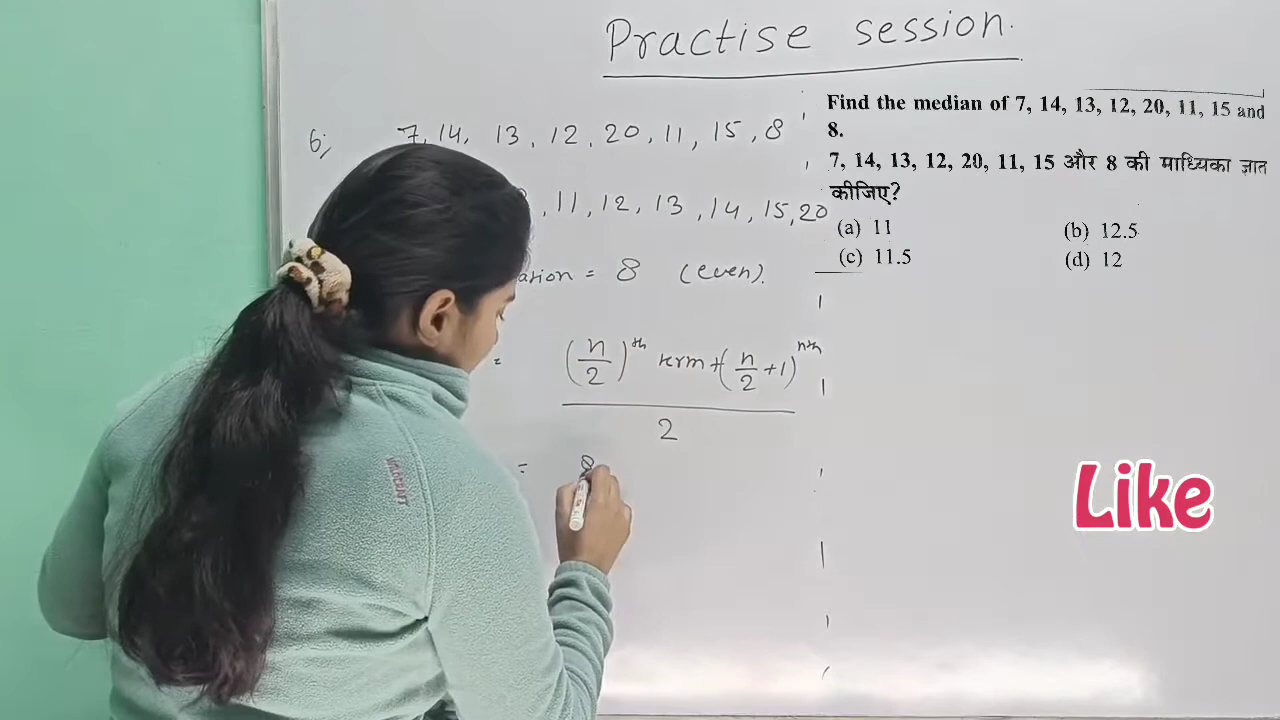 Practise session.
6; 7, 14, 13, 12, 20, 11, 15, 8
, 11, 12, 13, 14, 15, 20
ation = 8 (even).
= (n/2)th term + (n/2 + 1)nth
2
= 8
Find the median of 7, 14, 13, 12, 20, 11, 15 and
8.
7, 14, 13, 12, 20, 11, 15 और 8 की माध्यिका ज्ञात
कीजिए?
(a) 11 (b) 12.5
(c) 11.5 (d) 12
Like